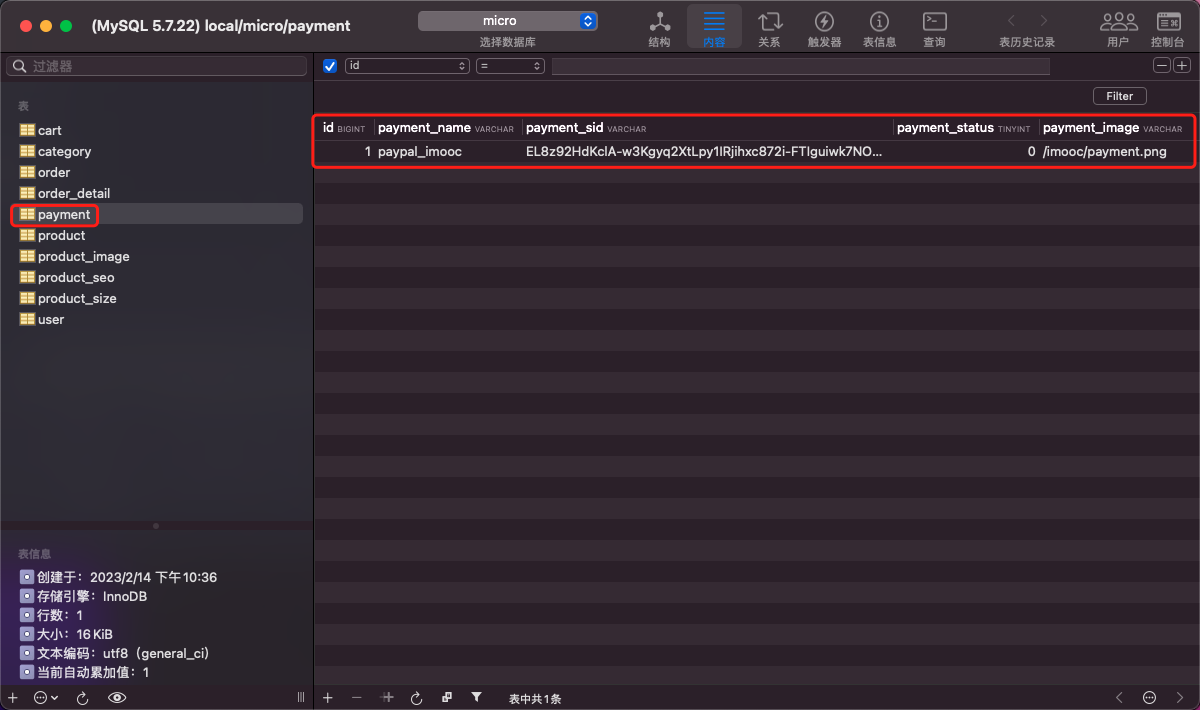 (MySQL 5.7.22) local/micro/payment
micro
选择数据库
结构
内容
关系
触发器
表信息
查询
表历史记录
用户
控制台
过滤器
id
=
Filter
表
cart
category
order
order_detail
payment
product
product_image
product_seo
product_size
user
id BIGINT payment_name VARCHAR payment_sid VARCHAR payment_status TINYINT payment_image VARCHAR
1 paypal_imooc EL8z92HdKclA-w3Kgyq2XtLpy1IRjihxc872i-FTIguiwk7NO... 0 /imooc/payment.png
表信息
创建于：2023/2/14 下午10:36
存储引擎：InnoDB
行数：1
大小：16 KiB
文本编码：utf8（general_ci）
当前自动累加值：1
表中共1条